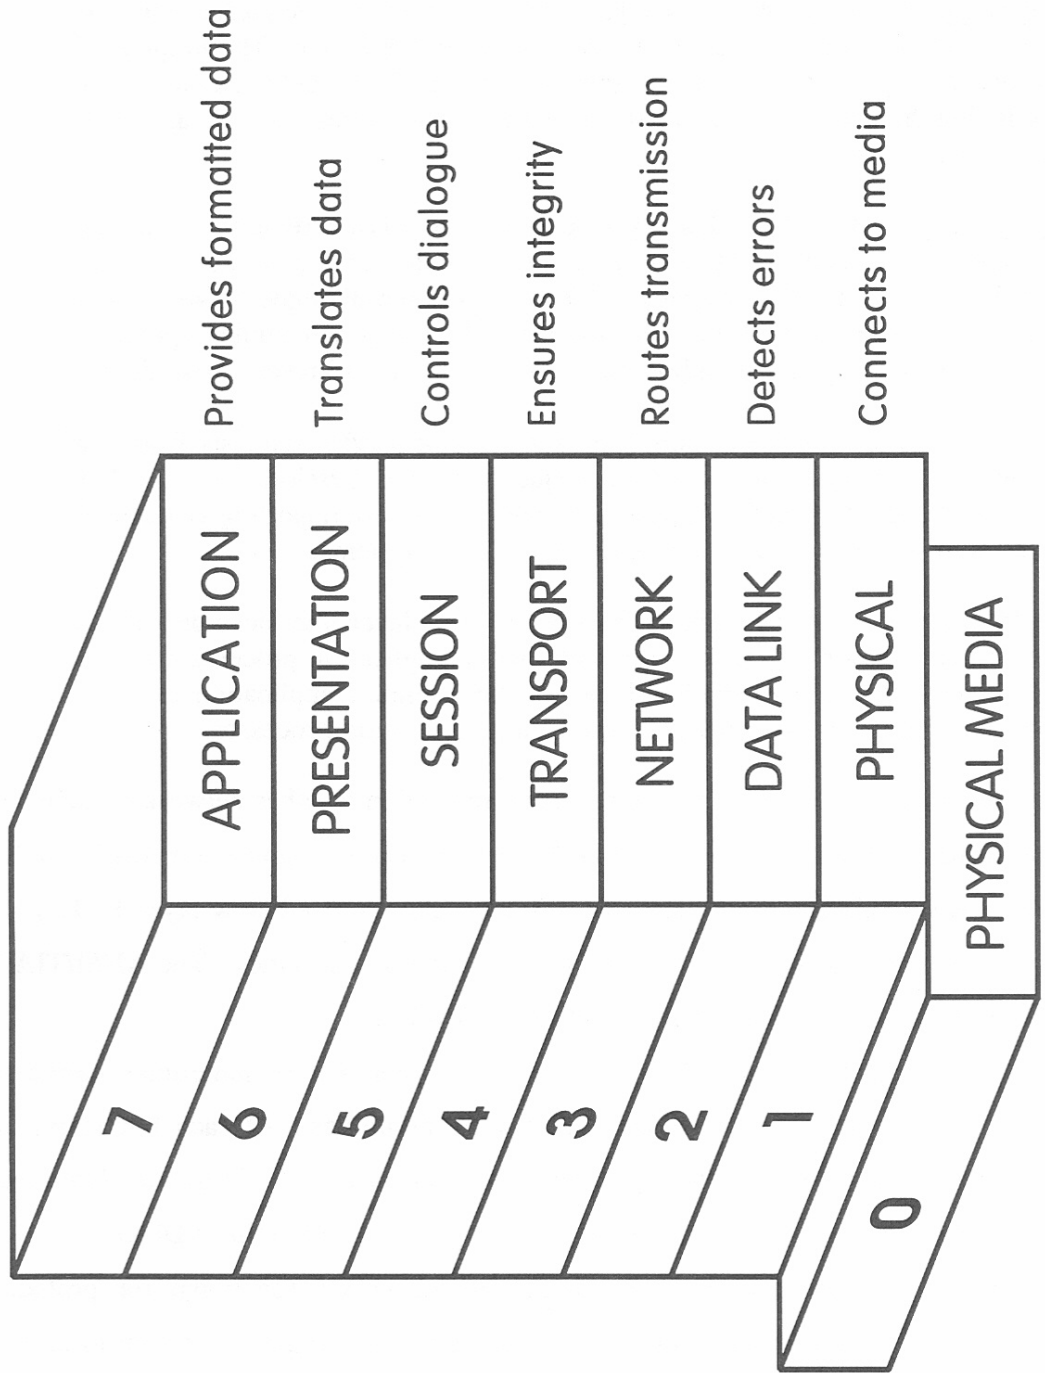 7 APPLICATION Provides formatted data
6 PRESENTATION Translates data
5 SESSION Controls dialogue
4 TRANSPORT Ensures integrity
3 NETWORK Routes transmission
2 DATA LINK Detects errors
1 PHYSICAL Connects to media
0 PHYSICAL MEDIA